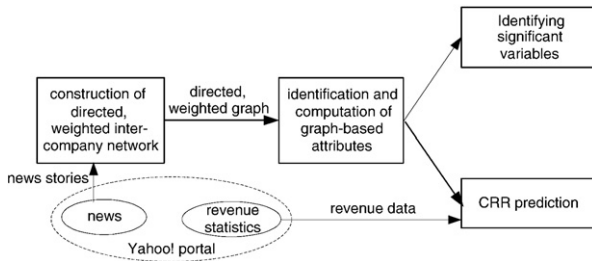 Identifying
significant
variables
construction of
directed,
weighted inter-
company network
directed,
weighted graph
identification and
computation of
graph-based
attributes
news stories
news
revenue
statistics
revenue data
CRR prediction
Yahoo! portal